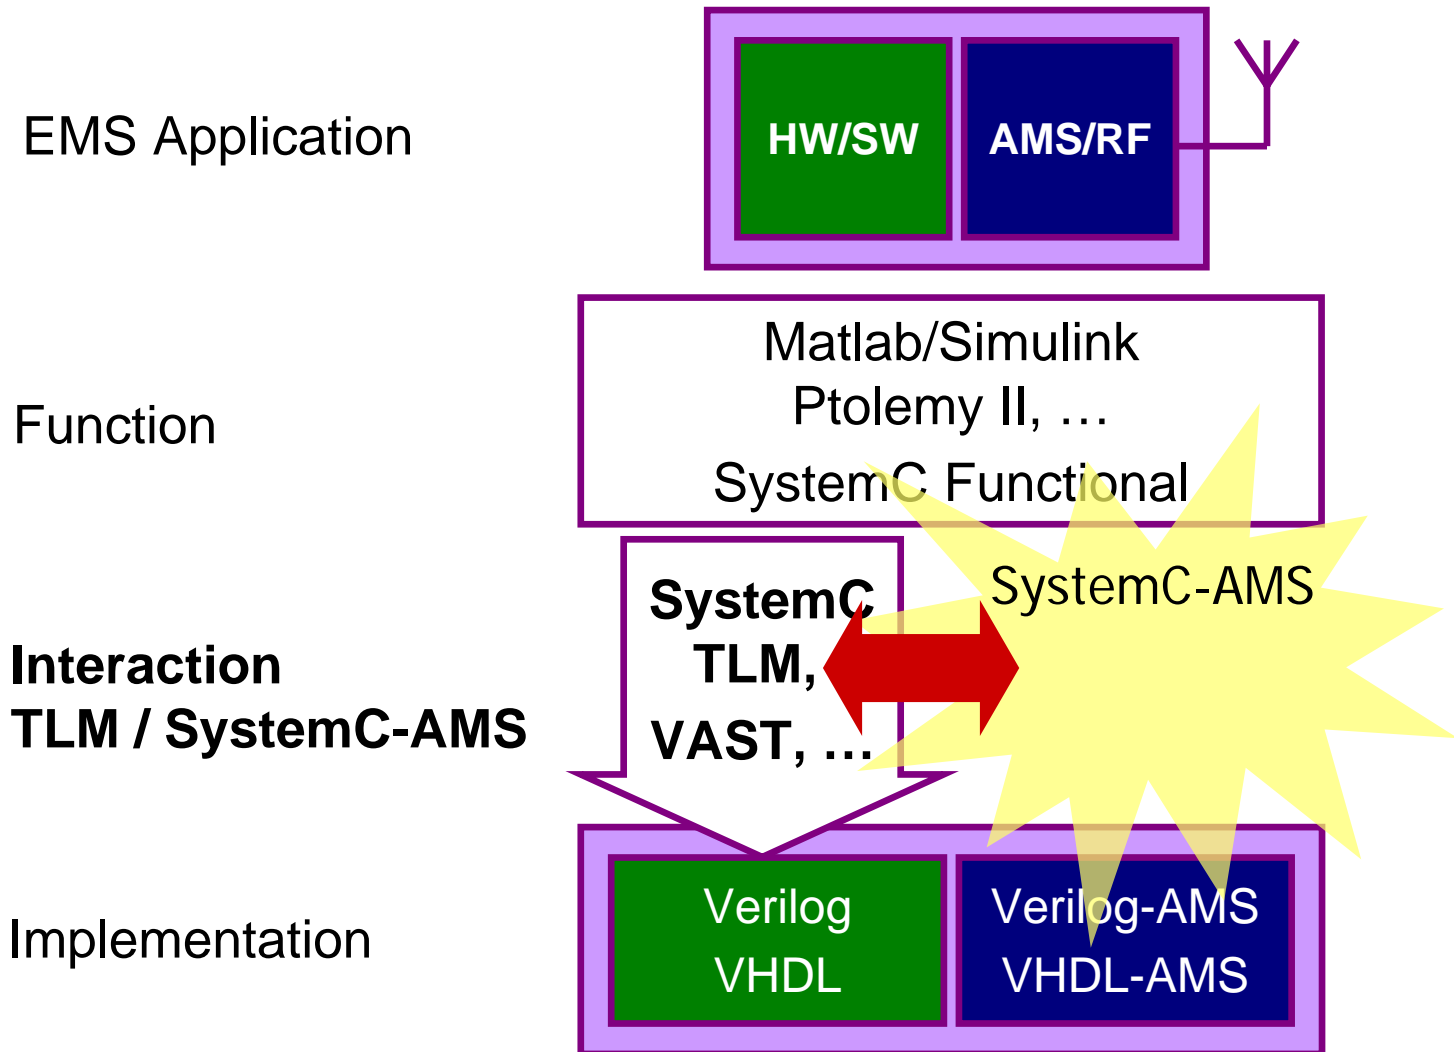 EMS Application
HW/SW
AMS/RF
Function
Matlab/Simulink
Ptolemy II, …
SystemC Functional
Interaction
TLM / SystemC-AMS
SystemC
TLM,
VAST, …
SystemC-AMS
Implementation
Verilog
VHDL
Verilog-AMS
VHDL-AMS